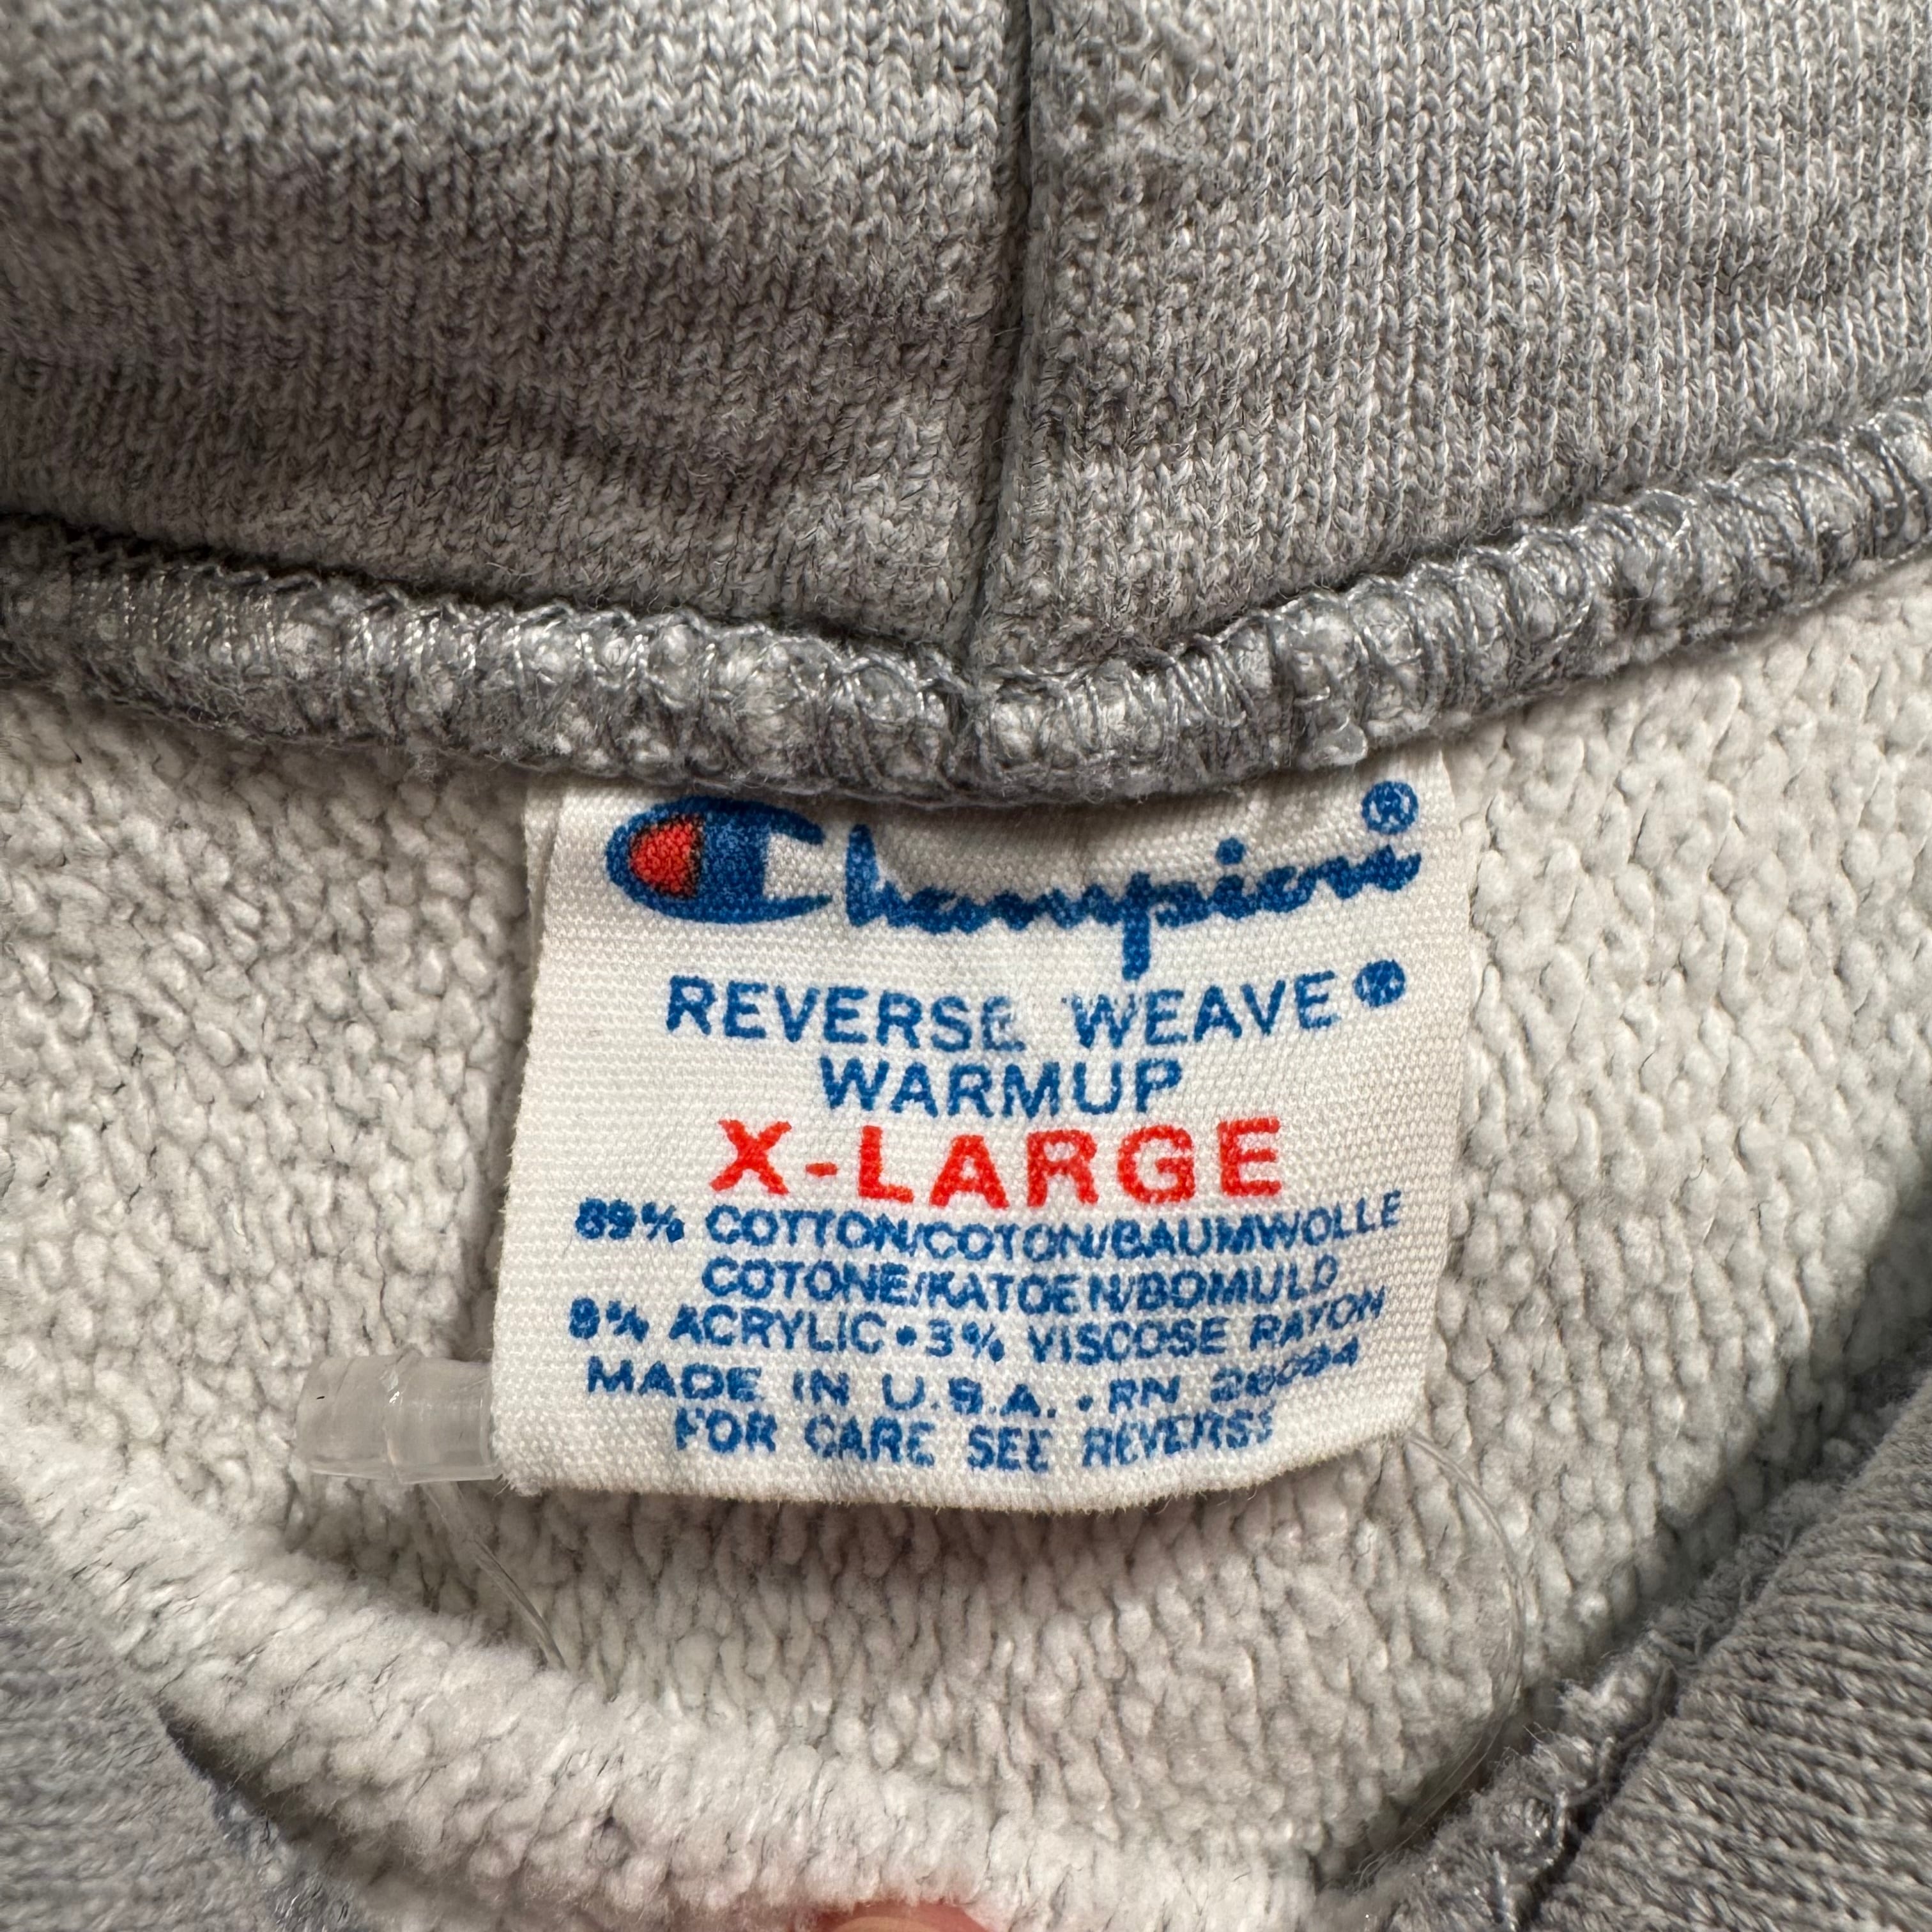 Champion®
REVERSE WEAVE®
WARMUP
X-LARGE
89% COTTON/COTON/BAUMWOLLE
COTONE/KATOEN/BOMULD
8% ACRYLIC•3% VISCOSE RAYON
MADE IN U.S.A. • RN 26094
FOR CARE SEE REVERSE